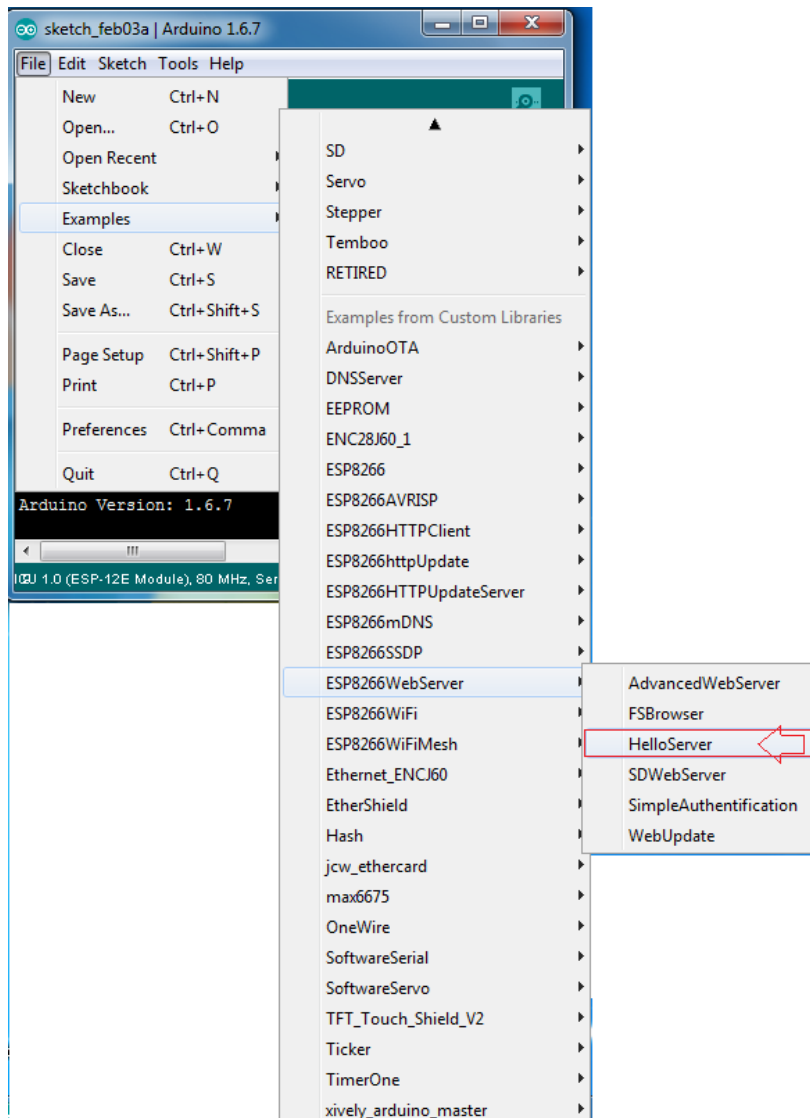 sketch_feb03a | Arduino 1.6.7
File Edit Sketch Tools Help
New Ctrl+N
Open... Ctrl+O
Open Recent
Sketchbook
Examples
Close Ctrl+W
Save Ctrl+S
Save As... Ctrl+Shift+S
Page Setup Ctrl+Shift+P
Print Ctrl+P
Preferences Ctrl+Comma
Quit Ctrl+Q
Arduino Version: 1.6.7
1.0 (ESP-12E Module), 80 MHz, Ser
SD
Servo
Stepper
Temboo
RETIRED
Examples from Custom Libraries
ArduinoOTA
DNSServer
EEPROM
ENC28J60_1
ESP8266
ESP8266AVRISP
ESP8266HTTPClient
ESP8266httpUpdate
ESP8266HTTPUpdateServer
ESP8266mDNS
ESP8266SSDP
ESP8266WebServer
ESP8266WiFi
ESP8266WiFiMesh
Ethernet_ENCJ60
EtherShield
Hash
jcw_ethercard
max6675
OneWire
SoftwareSerial
SoftwareServo
TFT_Touch_Shield_V2
Ticker
TimerOne
xively_arduino_master
AdvancedWebServer
FSBrowser
HelloServer
SDWebServer
SimpleAuthentification
WebUpdate